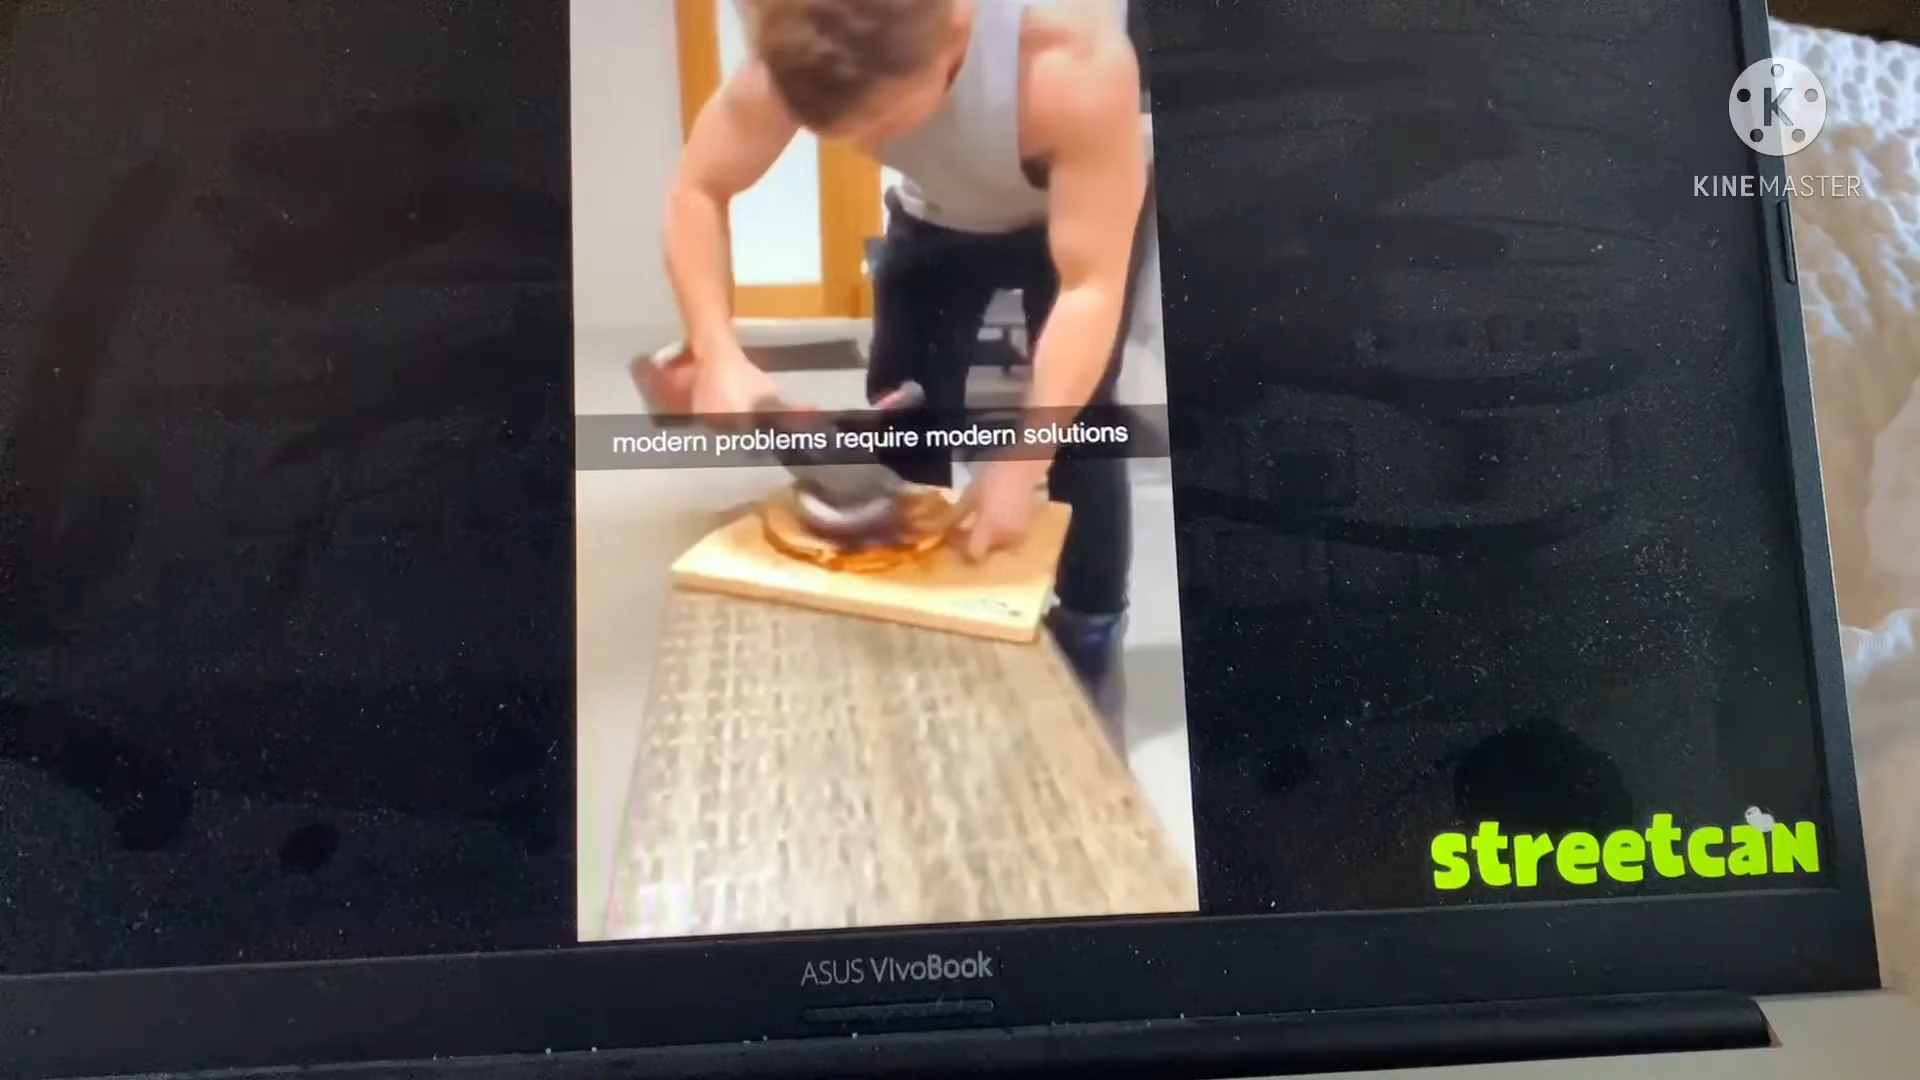 K
KINEMASTER
modern problems require modern solutions
streetcaN
ASUS VivoBook